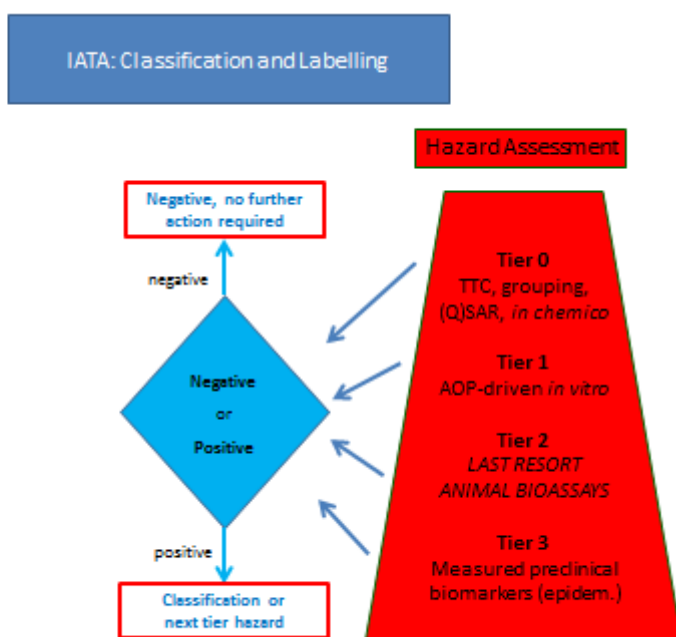 IATA: Classification and Labelling
Hazard Assessment
Negative, no further
action required
negative
Negative
or
Positive
positive
Classification or
next tier hazard
Tier 0
TTC, grouping,
(Q)SAR, in chemico
Tier 1
AOP-driven in vitro
Tier 2
LAST RESORT
ANIMAL BIOASSAYS
Tier 3
Measured preclinical
biomarkers (epidem.)